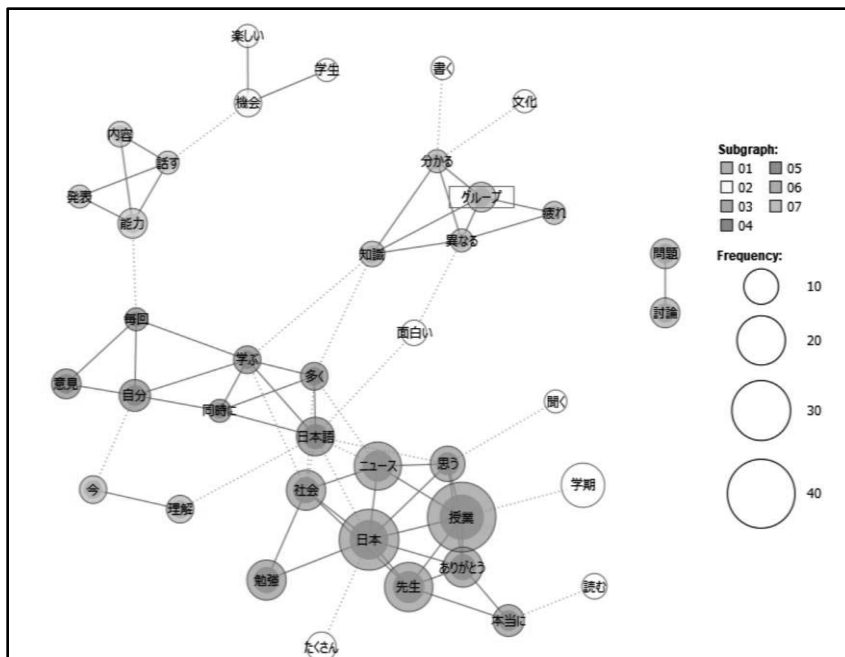 楽しい
学生
機会
書く
文化
内容
話す
発表
能力
分かる
グループ
疲れ
異なる
知識
Subgraph:
01 05
02 06
03 07
04
問題
討論
Frequency:
10
20
30
40
面白い
毎回
学ぶ
多く
意見
自分
同時に
日本語
聞く
ニュース
思う
今
理解
社会
学期
授業
日本
勉強
先生
ありがとう
読む
本当に
たくさん